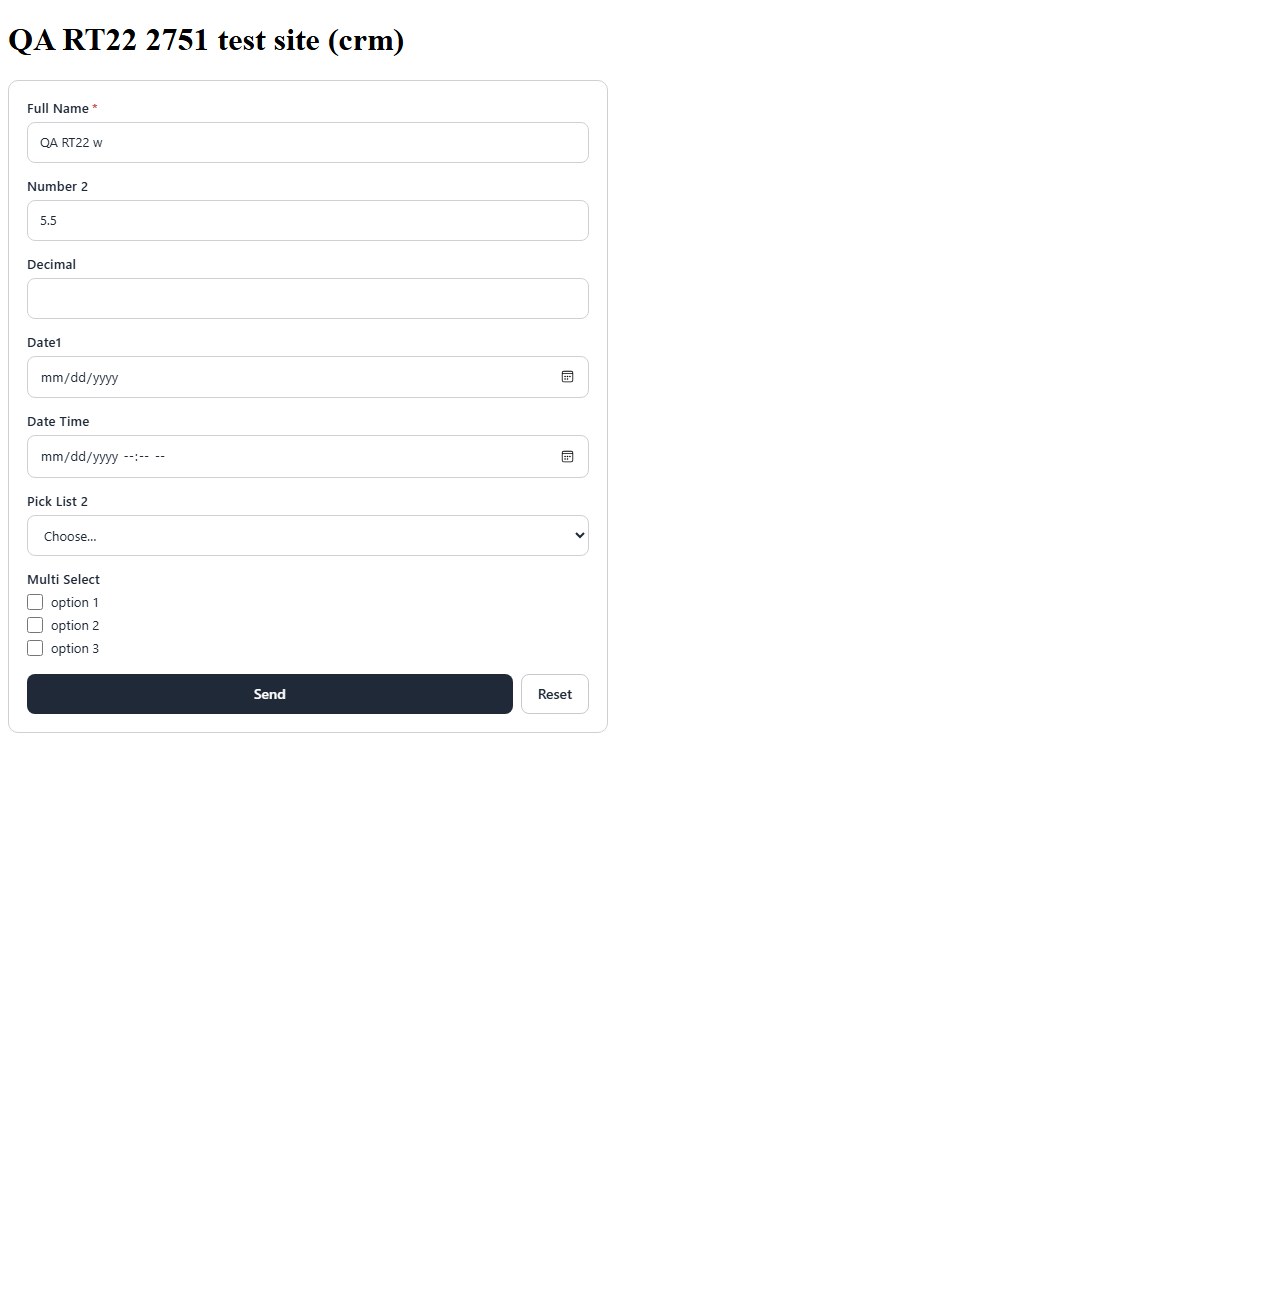 QA RT22 2751 test site (crm)
Full Name *
QA RT22 w
Number 2
5.5
Decimal
Date1
mm/dd/yyyy
Date Time
mm/dd/yyyy --:-- --
Pick List 2
Choose...
Multi Select
option 1
option 2
option 3
Send Reset